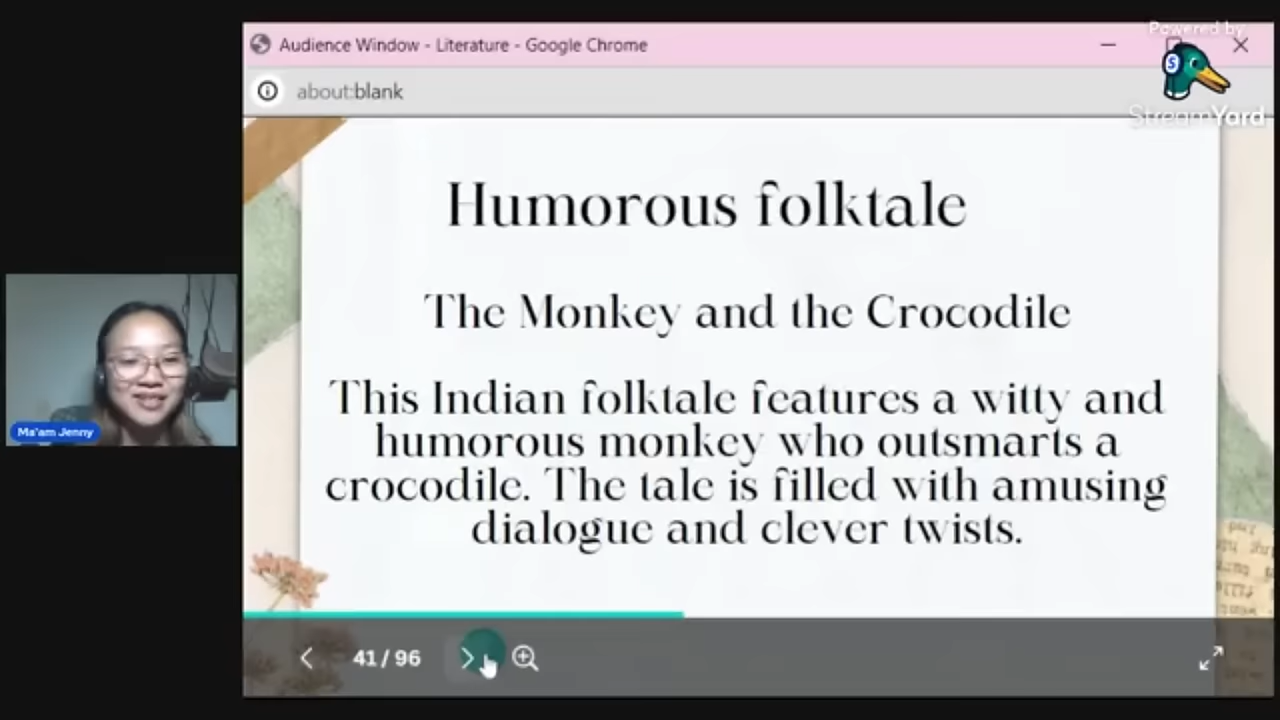 Audience Window - Literature - Google Chrome
Powered by
about:blank
StreamYard
Humorous folktale
The Monkey and the Crocodile
This Indian folktale features a witty and
humorous monkey who outsmarts a
crocodile. The tale is filled with amusing
dialogue and clever twists.
Ma'am Jenny
41 / 96